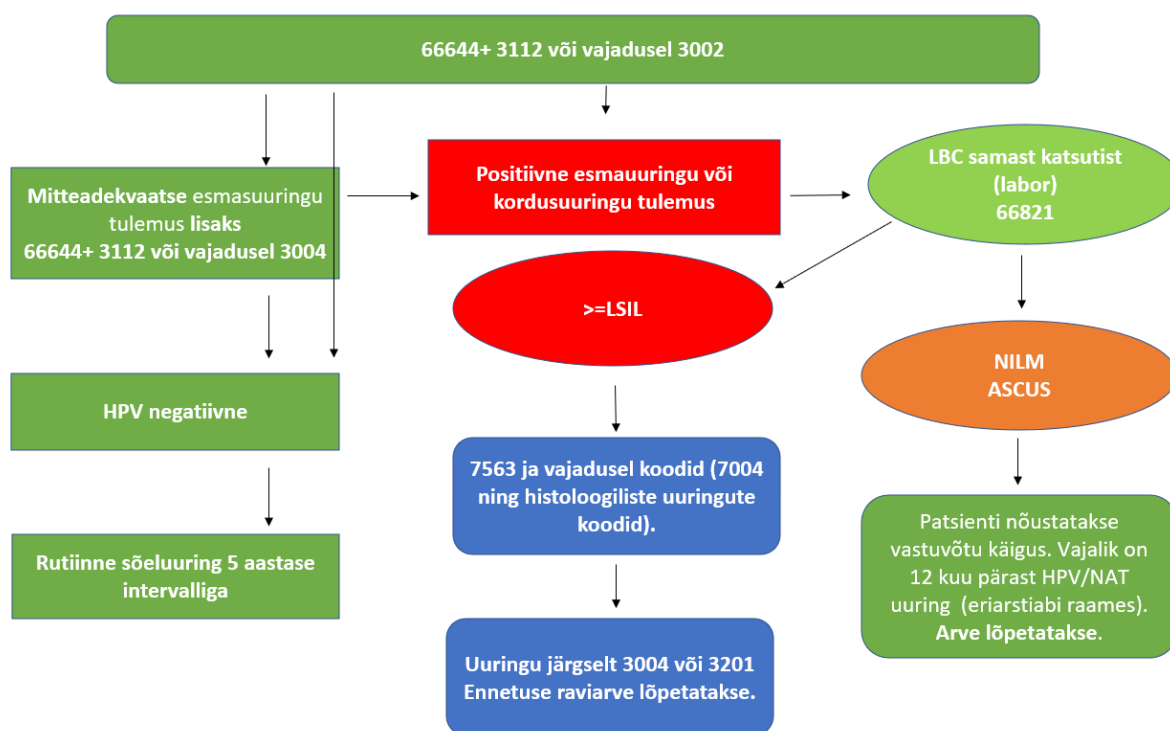 66644+ 3112 või vajadusel 3002
Mitteadekvaatse esmasuuringu
tulemus lisaks
66644+ 3112 või vajadusel 3004
Positiivne esmauuringu või
kordusuuringu tulemus
LBC samast katsutist
(labor)
66821
>=LSIL
NILM
ASCUS
HPV negatiivne
7563 ja vajadusel koodid (7004
ning histoloogiliste uuringute
koodid).
Patsienti nõustatakse
vastuvõtu käigus. Vajalik on
12 kuu pärast HPV/NAT
uuring (eriarstiabi raames).
Arve lõpetatakse.
Rutiinne sõeluuring 5 aastase
intervalliga
Uuringu järgselt 3004 või 3201
Ennetuse raviarve lõpetatakse.